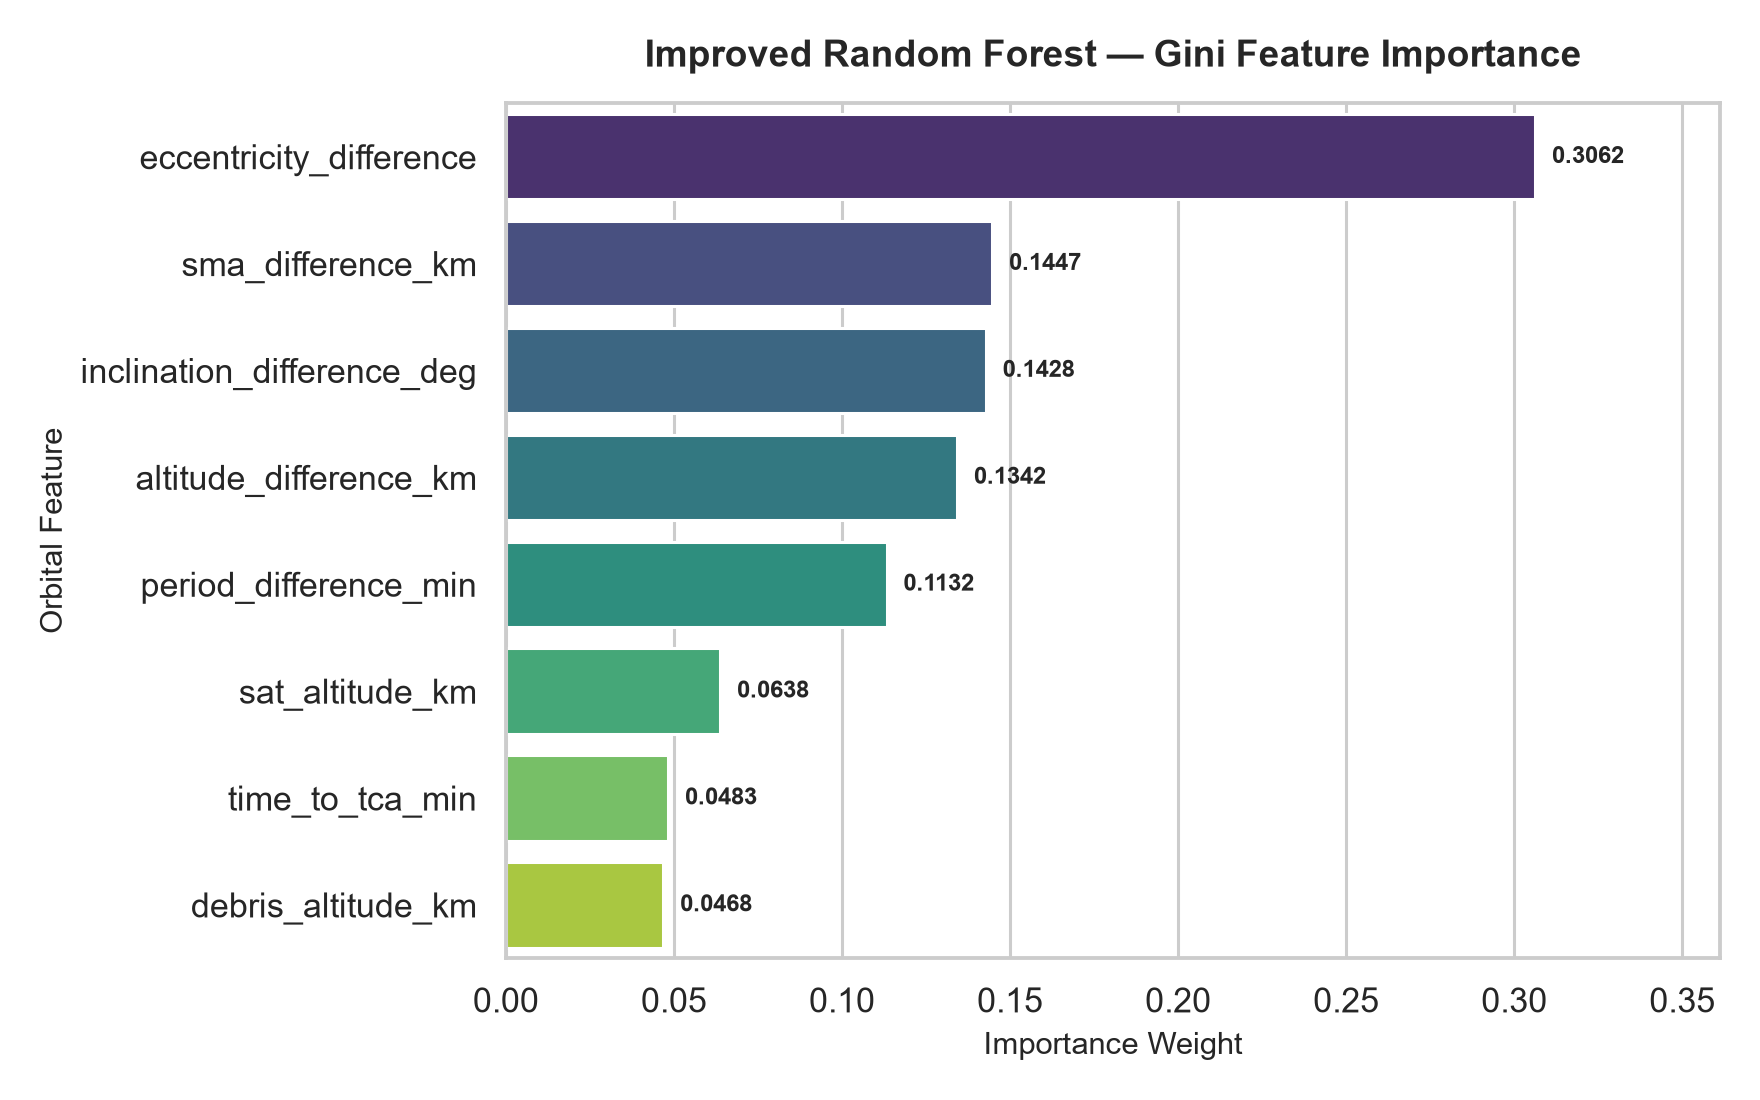 Improved Random Forest — Gini Feature Importance
eccentricity_difference 0.3062
sma_difference_km 0.1447
inclination_difference_deg 0.1428
altitude_difference_km 0.1342
period_difference_min 0.1132
sat_altitude_km 0.0638
time_to_tca_min 0.0483
debris_altitude_km 0.0468
Orbital Feature
0.00 0.05 0.10 0.15 0.20 0.25 0.30 0.35
Importance Weight